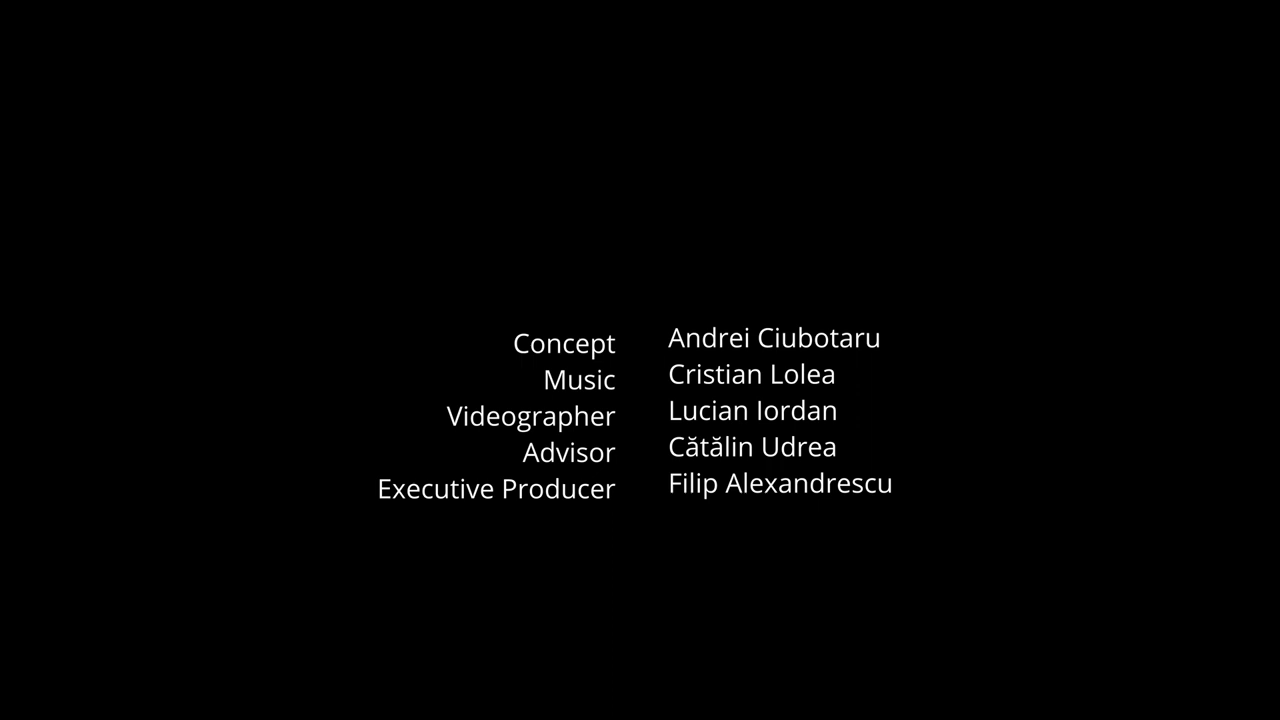 Concept Andrei Ciubotaru
Music Cristian Lolea
Videographer Lucian Iordan
Advisor Cătălin Udrea
Executive Producer Filip Alexandrescu